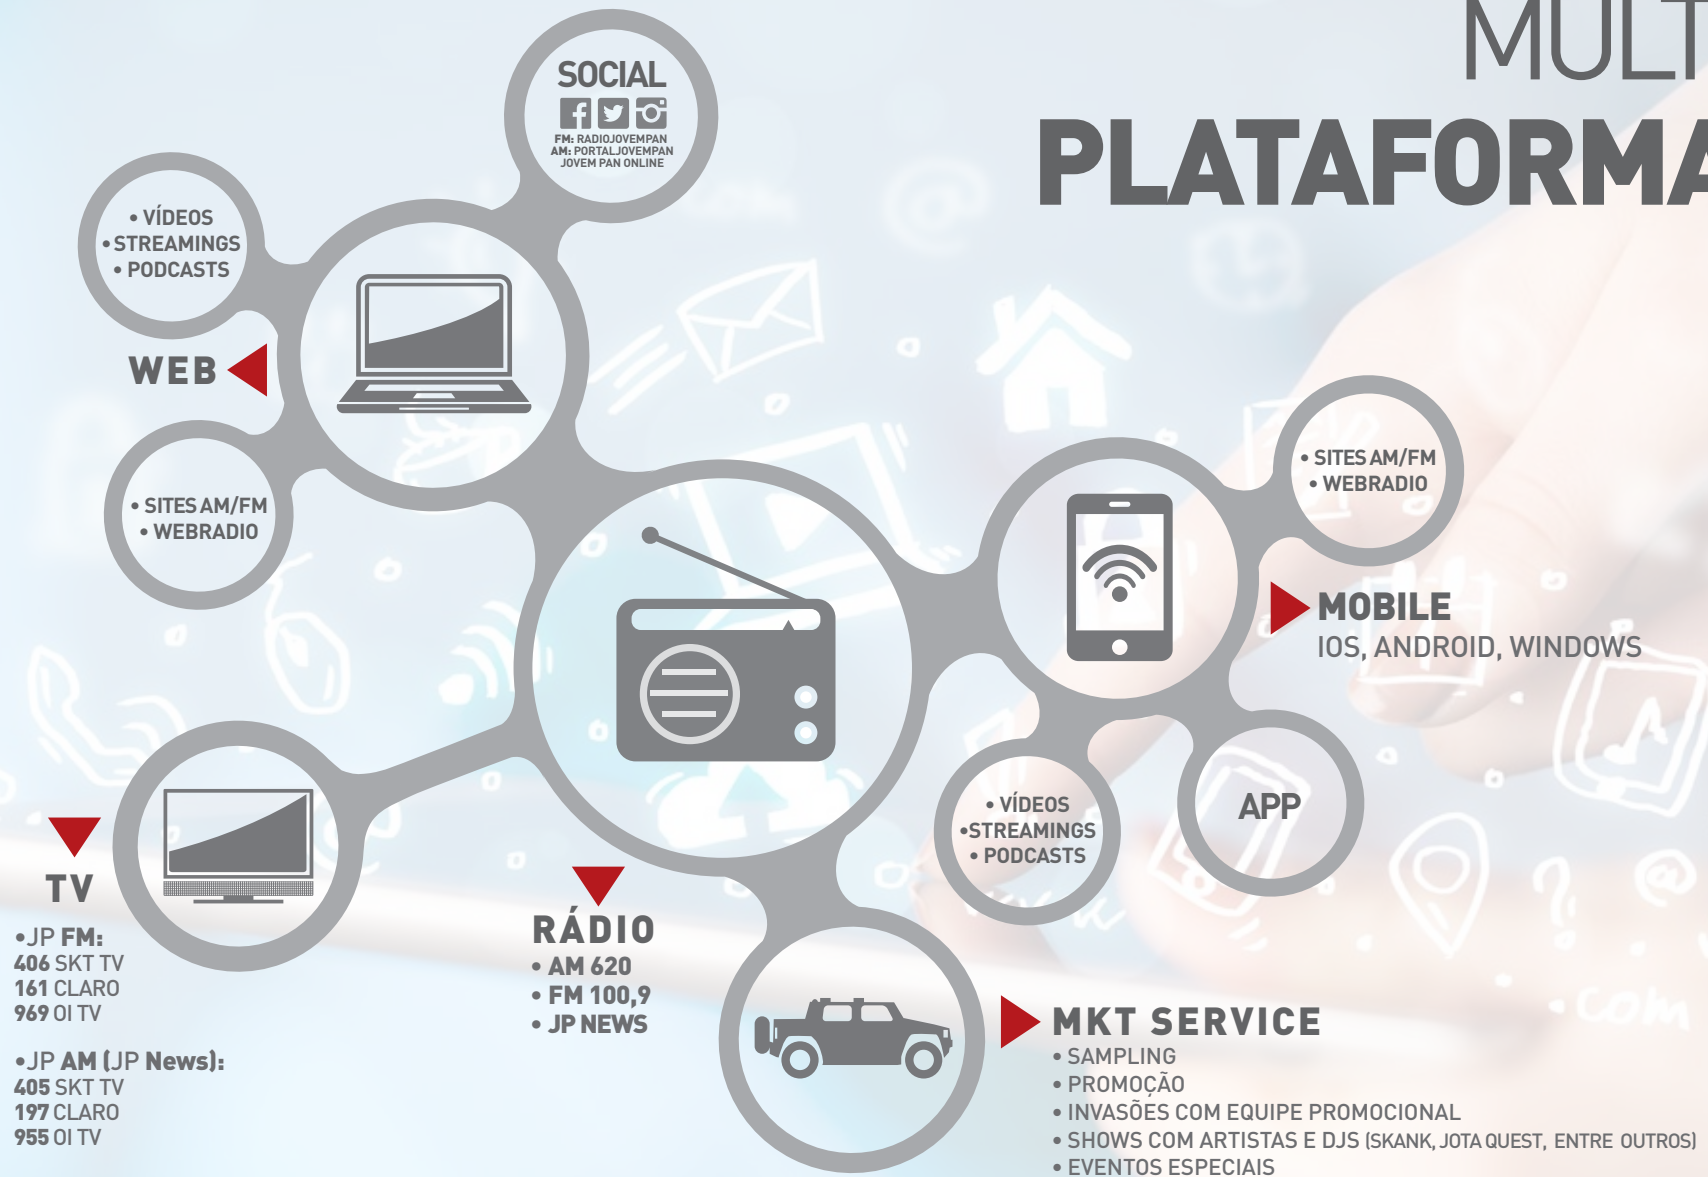 MULT
PLATAFORMA
SOCIAL
FM: RADIOJOVEMPAN
AM: PORTALJOVEMPAN
JOVEM PAN ONLINE
• VÍDEOS
• STREAMINGS
• PODCASTS
WEB
• SITES AM/FM
• WEBRADIO
• SITES AM/FM
• WEBRADIO
MOBILE
IOS, ANDROID, WINDOWS
• VÍDEOS
•STREAMINGS
• PODCASTS
APP
TV
•JP FM:
406 SKT TV
161 CLARO
969 OI TV
•JP AM (JP News):
405 SKT TV
197 CLARO
955 OI TV
RÁDIO
• AM 620
• FM 100,9
• JP NEWS
MKT SERVICE
• SAMPLING
• PROMOÇÃO
• INVASÕES COM EQUIPE PROMOCIONAL
• SHOWS COM ARTISTAS E DJS (SKANK, JOTA QUEST, ENTRE OUTROS)
• EVENTOS ESPECIAIS
.com